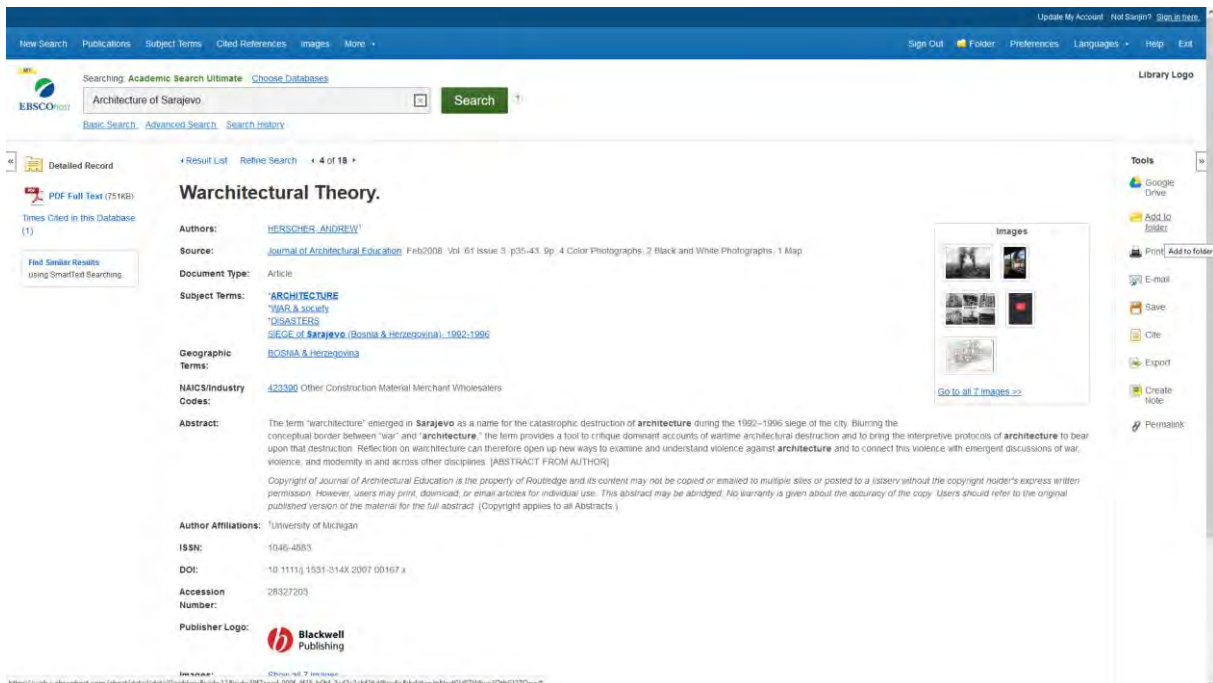 Update My Account Not Sanjin? Sign in here.
New Search Publications Subject Terms Cited References Images More
Sign Out Folder Preferences Languages Help Exit
Searching: Academic Search Ultimate Choose Databases
Library Logo
EBSCOhost
Architecture of Sarajevo
Search
Basic Search Advanced Search Search History
Detailed Record
PDF Full Text (751KB)
Times Cited in this Database
(1)
Find Similar Results
using SmartText Searching.
Result List Refine Search 4 of 18
Warchitectural Theory.
Authors: HERSCHER, ANDREW1
Source: Journal of Architectural Education. Feb2008, Vol. 61 Issue 3, p35-43. 9p. 4 Color Photographs, 2 Black and White Photographs, 1 Map.
Document Type: Article
Subject Terms: *ARCHITECTURE
*WAR & society
*DISASTERS
SIEGE of Sarajevo (Bosnia & Herzegovina), 1992-1996
Geographic
Terms:
BOSNIA & Herzegovina
NAICS/Industry
Codes:
423390 Other Construction Material Merchant Wholesalers
Images
Go to all 7 images >>
Abstract: The term “warchitecture” emerged in Sarajevo as a name for the catastrophic destruction of architecture during the 1992–1996 siege of the city. Blurring the
conceptual border between “war” and “architecture,” the term provides a tool to critique dominant accounts of wartime architectural destruction and to bring the interpretive protocols of architecture to bear
upon that destruction. Reflection on warchitecture can therefore open up new ways to examine and understand violence against architecture and to connect this violence with emergent discussions of war,
violence, and modernity in and across other disciplines. [ABSTRACT FROM AUTHOR]
Copyright of Journal of Architectural Education is the property of Routledge and its content may not be copied or emailed to multiple sites or posted to a listserv without the copyright holder's express written
permission. However, users may print, download, or email articles for individual use. This abstract may be abridged. No warranty is given about the accuracy of the copy. Users should refer to the original
published version of the material for the full abstract. (Copyright applies to all Abstracts.)
Author Affiliations: 1University of Michigan
ISSN: 1046-4883
DOI: 10.1111/j.1531-314X.2007.00167.x
Accession
Number:
28327203
Publisher Logo:
Blackwell
Publishing
Images: Show all 7 Images
Tools
Google
Drive
Add to
folder
Print
Add to folder
E-mail
Save
Cite
Export
Create
Note
Permalink